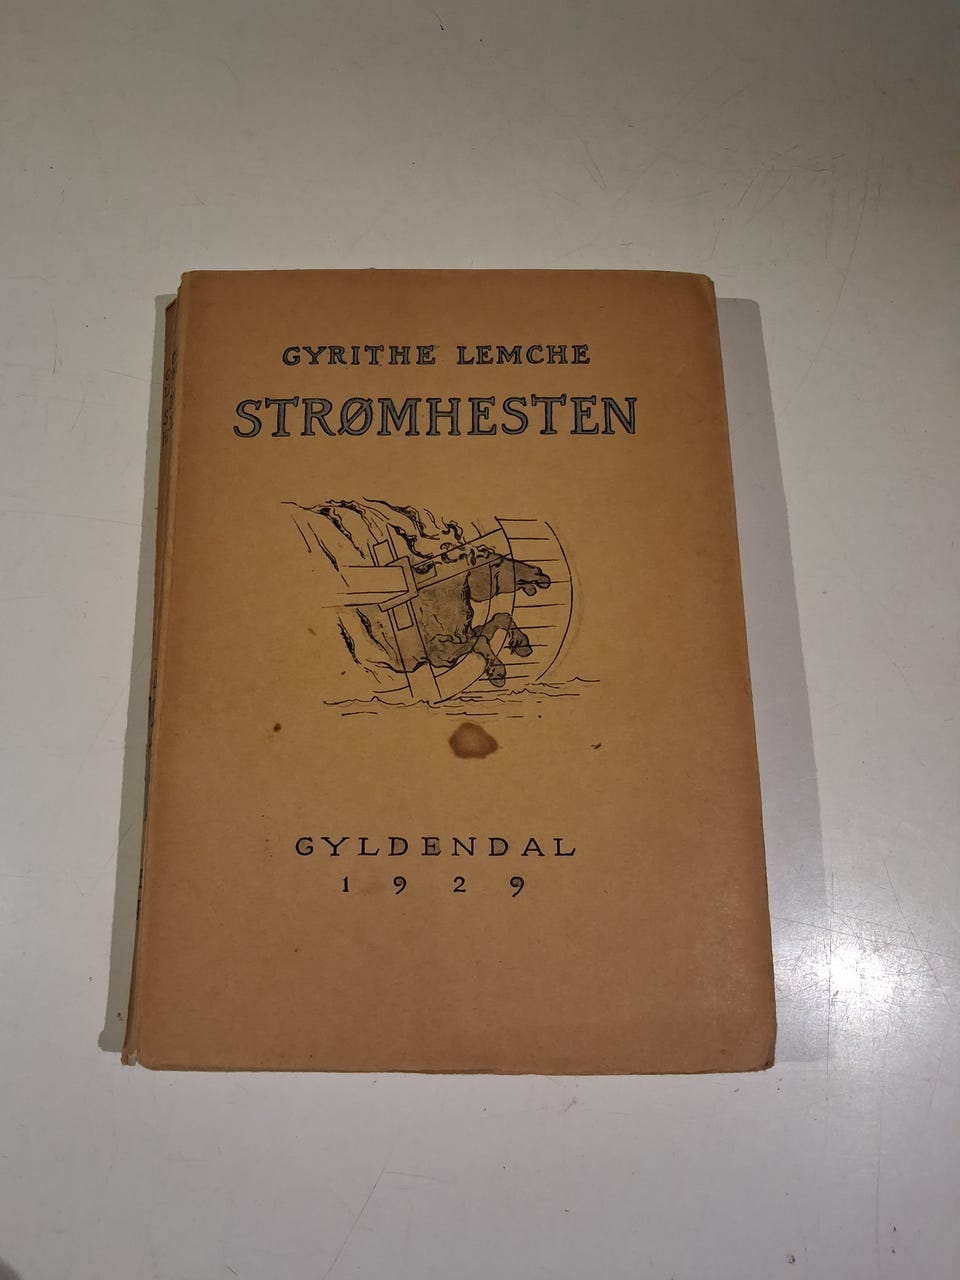 GYRITHE LEMCHE
STRØMHESTEN
GYLDENDAL
1929